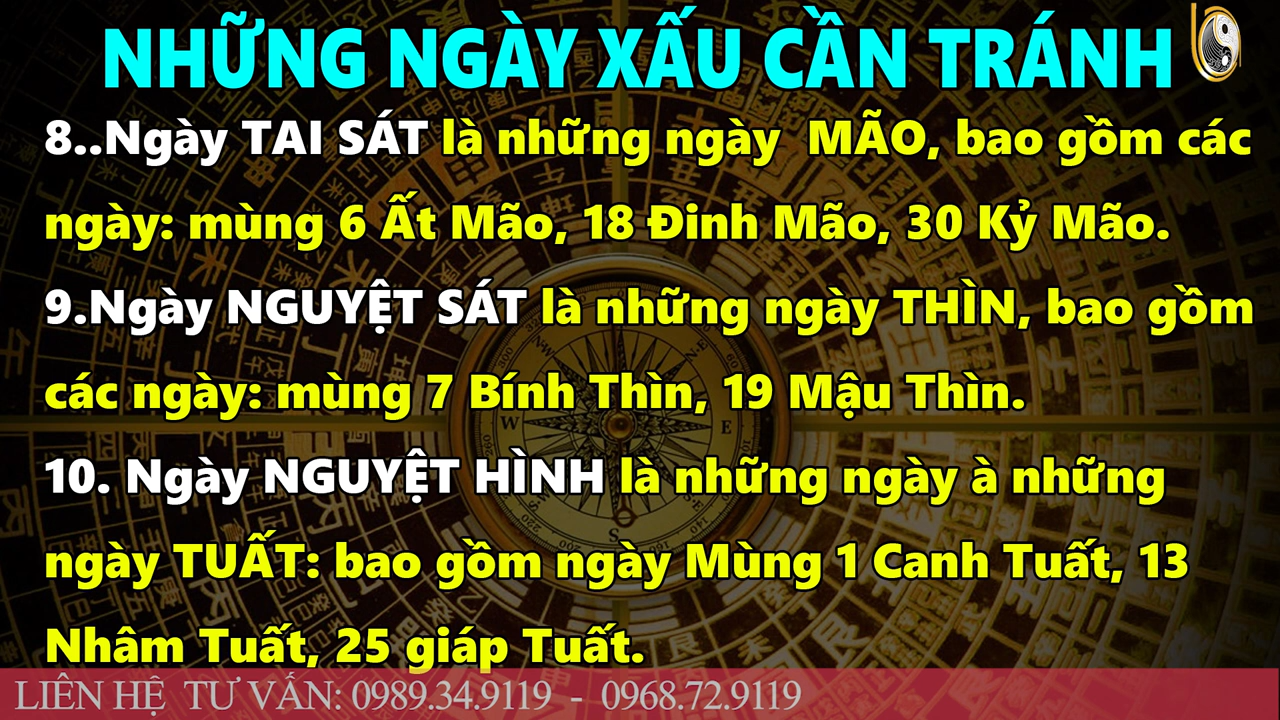 NHỮNG NGÀY XẤU CẦN TRÁNH
8..Ngày TAI SÁT là những ngày MÃO, bao gồm các
ngày: mùng 6 Ất Mão, 18 Đinh Mão, 30 Kỷ Mão.
9.Ngày NGUYỆT SÁT là những ngày THÌN, bao gồm
các ngày: mùng 7 Bính Thìn, 19 Mậu Thìn.
10. Ngày NGUYỆT HÌNH là những ngày à những
ngày TUẤT: bao gồm ngày Mùng 1 Canh Tuất, 13
Nhâm Tuất, 25 giáp Tuất.
LIÊN HỆ TƯ VẤN: 0989.34.9119 - 0968.72.9119